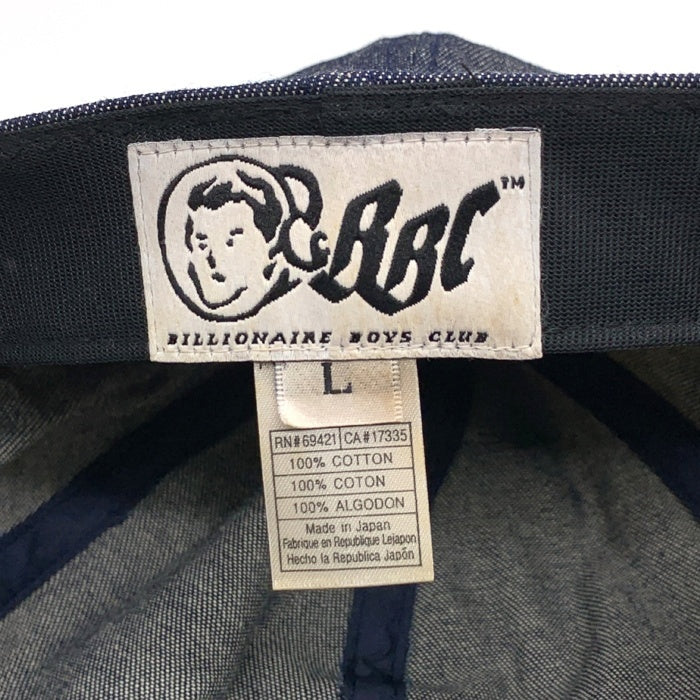 BBC™
BILLIONAIRE BOYS CLUB
L
RN#69421 CA#17335
100% COTTON
100% COTON
100% ALGODON
Made in Japan
Fabrique en Republique Lejapon
Hecho la Republica Japón